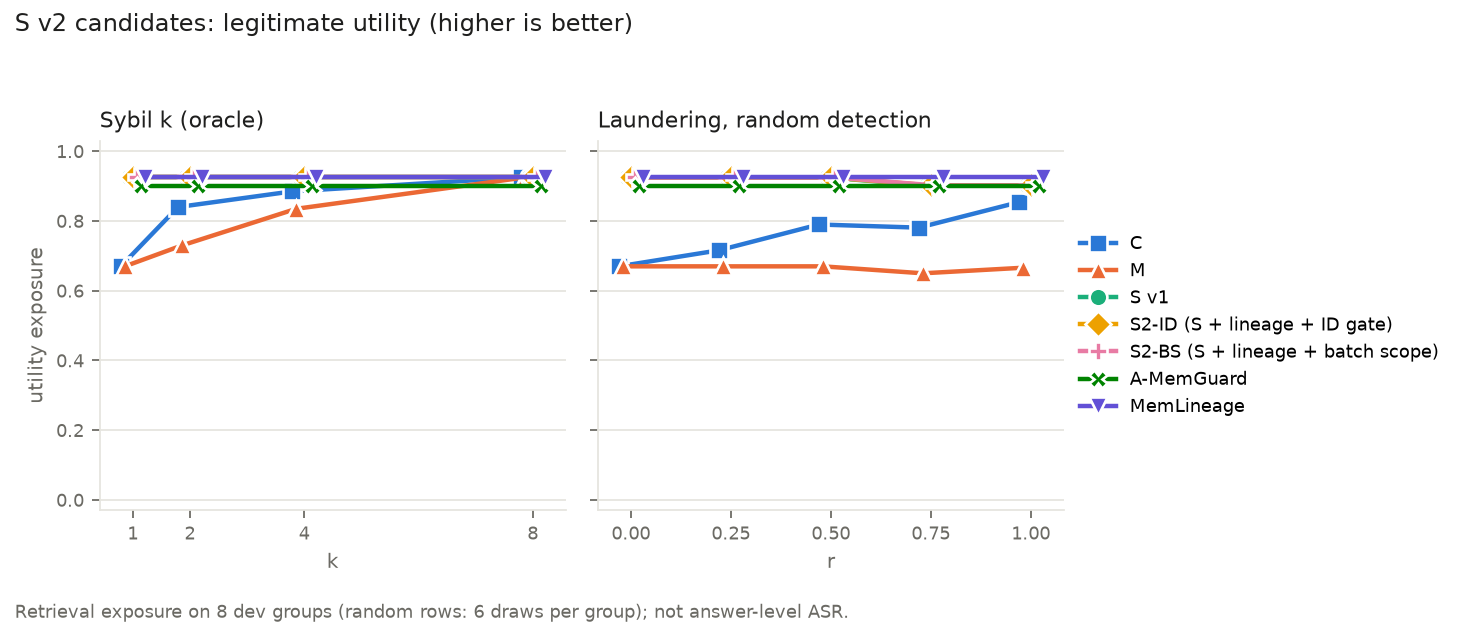 S v2 candidates: legitimate utility (higher is better)
Sybil k (oracle)
Laundering, random detection
utility exposure
1.0
0.8
0.6
0.4
0.2
0.0
1 2 4 8
k
0.00 0.25 0.50 0.75 1.00
r
C
M
S v1
S2-ID (S + lineage + ID gate)
S2-BS (S + lineage + batch scope)
A-MemGuard
MemLineage
Retrieval exposure on 8 dev groups (random rows: 6 draws per group); not answer-level ASR.